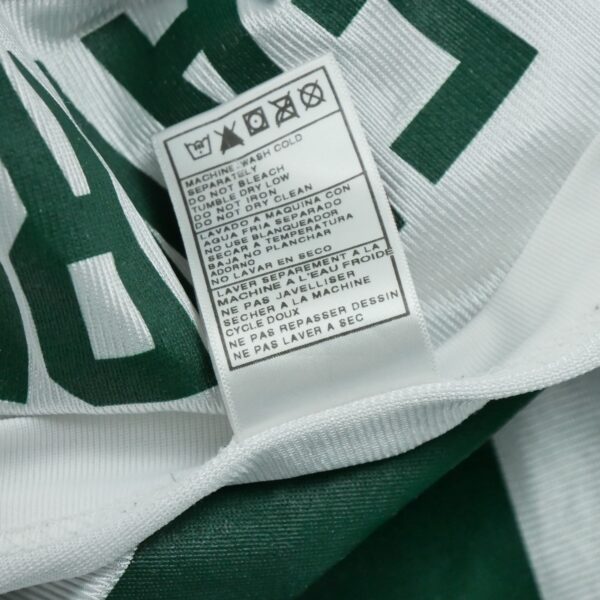 MACHINE WASH COLD
SEPARATELY
DO NOT BLEACH
TUMBLE DRY LOW
DO NOT IRON
DO NOT DRY CLEAN
LAVADO A MAQUINA CON
AGUA FRIA SEPARADO
NO USE BLANQUEADOR
SECAR A TEMPERATURA
BAJA NO PLANCHAR
ADORNO
NO LAVAR EN SECO
LAVER SEPAREMENT A LA
MACHINE A L'EAU FROIDE
NE PAS JAVELLISER
SECHER A LA MACHINE
CYCLE DOUX
NE PAS REPASSER DESSIN
NE PAS LAVER A SEC